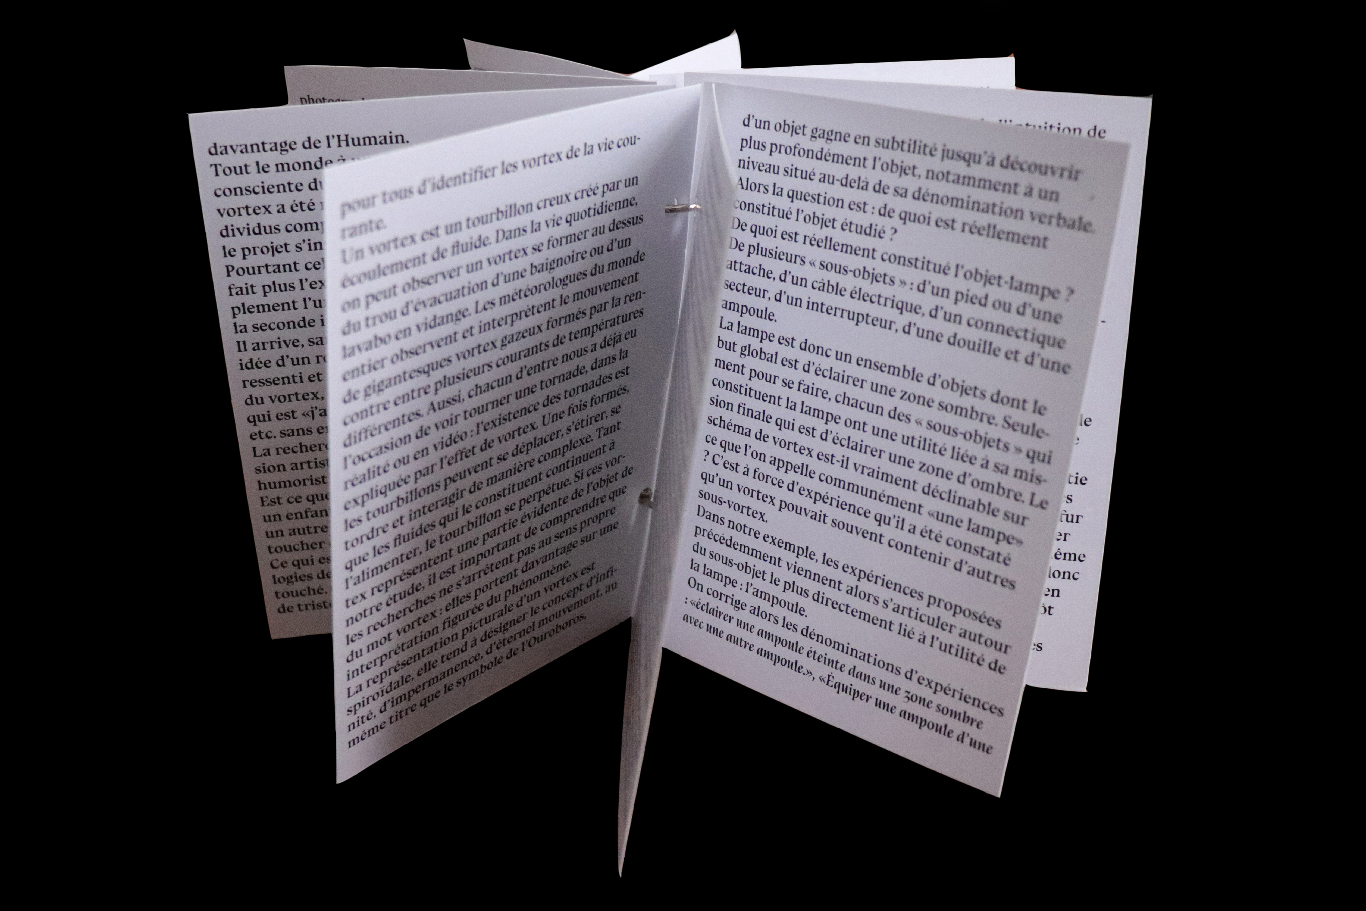 photogra
davantage de l'Humain.
Tout le monde à
consciente du
vortex a été
dividus comp
le projet s'in
Pourtant cel
fait plus l'ex
plement l'u
la seconde i
Il arrive, sa
idée d'un re
ressenti et
du vortex,
qui est «j'a
etc. sans e
La recher
sion artis
humorist
Est ce que
un enfan
un autre
toucher
Ce qui es
logies de
touché.
de triste
pour tous d'identifier les vortex de la vie cou-
rante.
Un vortex est un tourbillon creux créé par un
écoulement de fluide. Dans la vie quotidienne,
on peut observer un vortex se former au dessus
du trou d'évacuation d'une baignoire ou d'un
lavabo en vidange. Les météorologues du monde
entier observent et interprètent le mouvement
de gigantesques vortex gazeux formés par la ren-
contre entre plusieurs courants de températures
différentes. Aussi, chacun d'entre nous a déjà eu
l'occasion de voir tourner une tornade, dans la
réalité ou en vidéo : l'existence des tornades est
expliquée par l'effet de vortex. Une fois formés,
les tourbillons peuvent se déplacer, s'étirer, se
tordre et interagir de manière complexe. Tant
que les fluides qui le constituent continuent à
l'alimenter, le tourbillon se perpétue. Si ces vor-
tex représentent une partie évidente de l'objet de
notre étude, il est important de comprendre que
les recherches ne s'arrêtent pas au sens propre
du mot vortex : elles portent davantage sur une
interprétation figurée du phénomène.
La représentation picturale d'un vortex est
spiroïdale, elle tend à désigner le concept d'infi-
nité, d'impermanence, d'éternel mouvement, au
même titre que le symbole de l'Ouroboros.
d'un objet gagne en subtilité jusqu'à découvrir
plus profondément l'objet, notamment à un
niveau situé au-delà de sa dénomination verbale.
Alors la question est : de quoi est réellement
constitué l'objet étudié ?
De quoi est réellement constitué l'objet-lampe ?
De plusieurs « sous-objets » : d'un pied ou d'une
attache, d'un câble électrique, d'un connectique
secteur, d'un interrupteur, d'une douille et d'une
ampoule.
La lampe est donc un ensemble d'objets dont le
but global est d'éclairer une zone sombre. Seule-
ment pour se faire, chacun des « sous-objets » qui
constituent la lampe ont une utilité liée à sa mis-
sion finale qui est d'éclairer une zone d'ombre. Le
schéma de vortex est-il vraiment déclinable sur
ce que l'on appelle communément «une lampe»
? C'est à force d'expérience qu'il a été constaté
qu'un vortex pouvait souvent contenir d'autres
sous-vortex.
Dans notre exemple, les expériences proposées
précédemment viennent alors s'articuler autour
du sous-objet le plus directement lié à l'utilité de
la lampe : l'ampoule.
On corrige alors les dénominations d'expériences
: «éclairer une ampoule éteinte dans une zone sombre
avec une autre ampoule.», «Équiper une ampoule d'une
l'intuition de
-
le
e
tie
s
fur
er
ême
donc
en
ôt
es